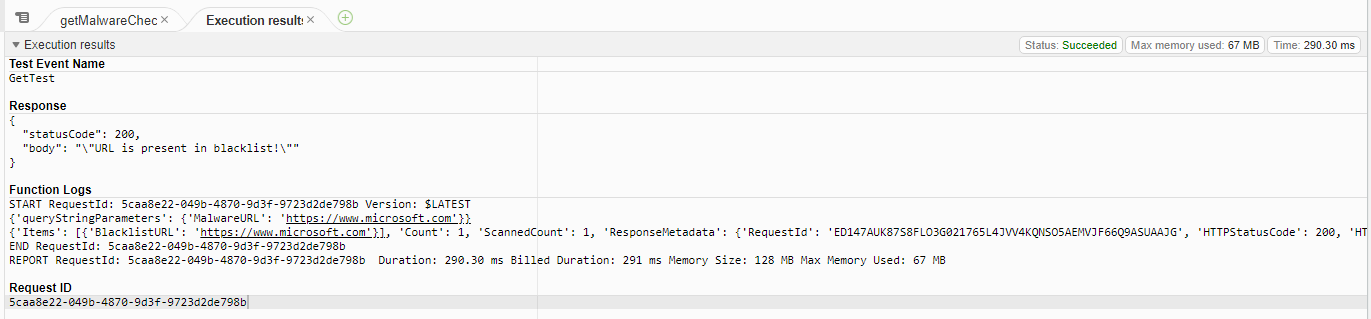 getMalwareChec ×
Execution results ×
▼ Execution results
Status: Succeeded
Max memory used: 67 MB
Time: 290.30 ms
Test Event Name
GetTest
Response
{
"statusCode": 200,
"body": "\"URL is present in blacklist!\""
}
Function Logs
START RequestId: 5caa8e22-049b-4870-9d3f-9723d2de798b Version: $LATEST
{'queryStringParameters': {'MalwareURL': 'https://www.microsoft.com'}}
{'Items': [{'BlacklistURL': 'https://www.microsoft.com'}], 'Count': 1, 'ScannedCount': 1, 'ResponseMetadata': {'RequestId': 'ED147AUK87S8FLO3G021765L4JVV4KQNSO5AEMVJF66Q9ASUAAJG', 'HTTPStatusCode': 200, 'HT
END RequestId: 5caa8e22-049b-4870-9d3f-9723d2de798b
REPORT RequestId: 5caa8e22-049b-4870-9d3f-9723d2de798b Duration: 290.30 ms Billed Duration: 291 ms Memory Size: 128 MB Max Memory Used: 67 MB
Request ID
5caa8e22-049b-4870-9d3f-9723d2de798b